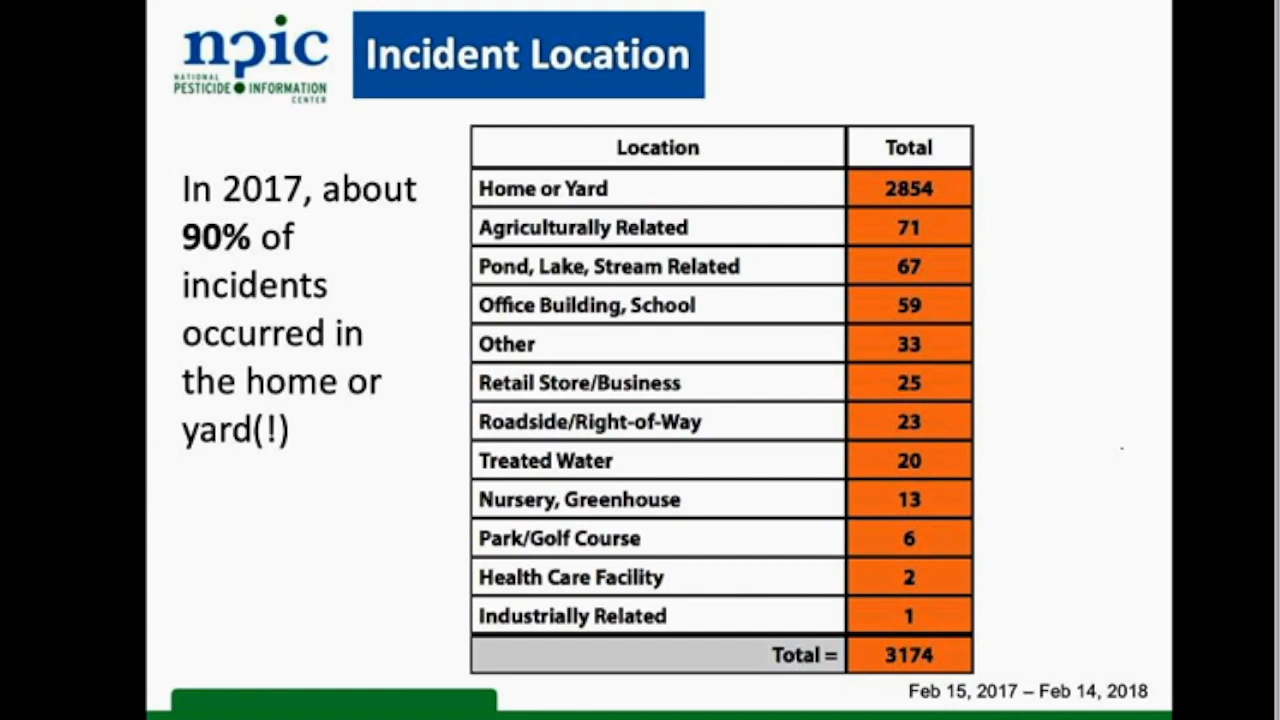 npic
NATIONAL
PESTICIDE INFORMATION
CENTER
Incident Location
In 2017, about
90% of
incidents
occurred in
the home or
yard(!)
Location Total
Home or Yard 2854
Agriculturally Related 71
Pond, Lake, Stream Related 67
Office Building, School 59
Other 33
Retail Store/Business 25
Roadside/Right-of-Way 23
Treated Water 20
Nursery, Greenhouse 13
Park/Golf Course 6
Health Care Facility 2
Industrially Related 1
Total = 3174
Feb 15, 2017 – Feb 14, 2018